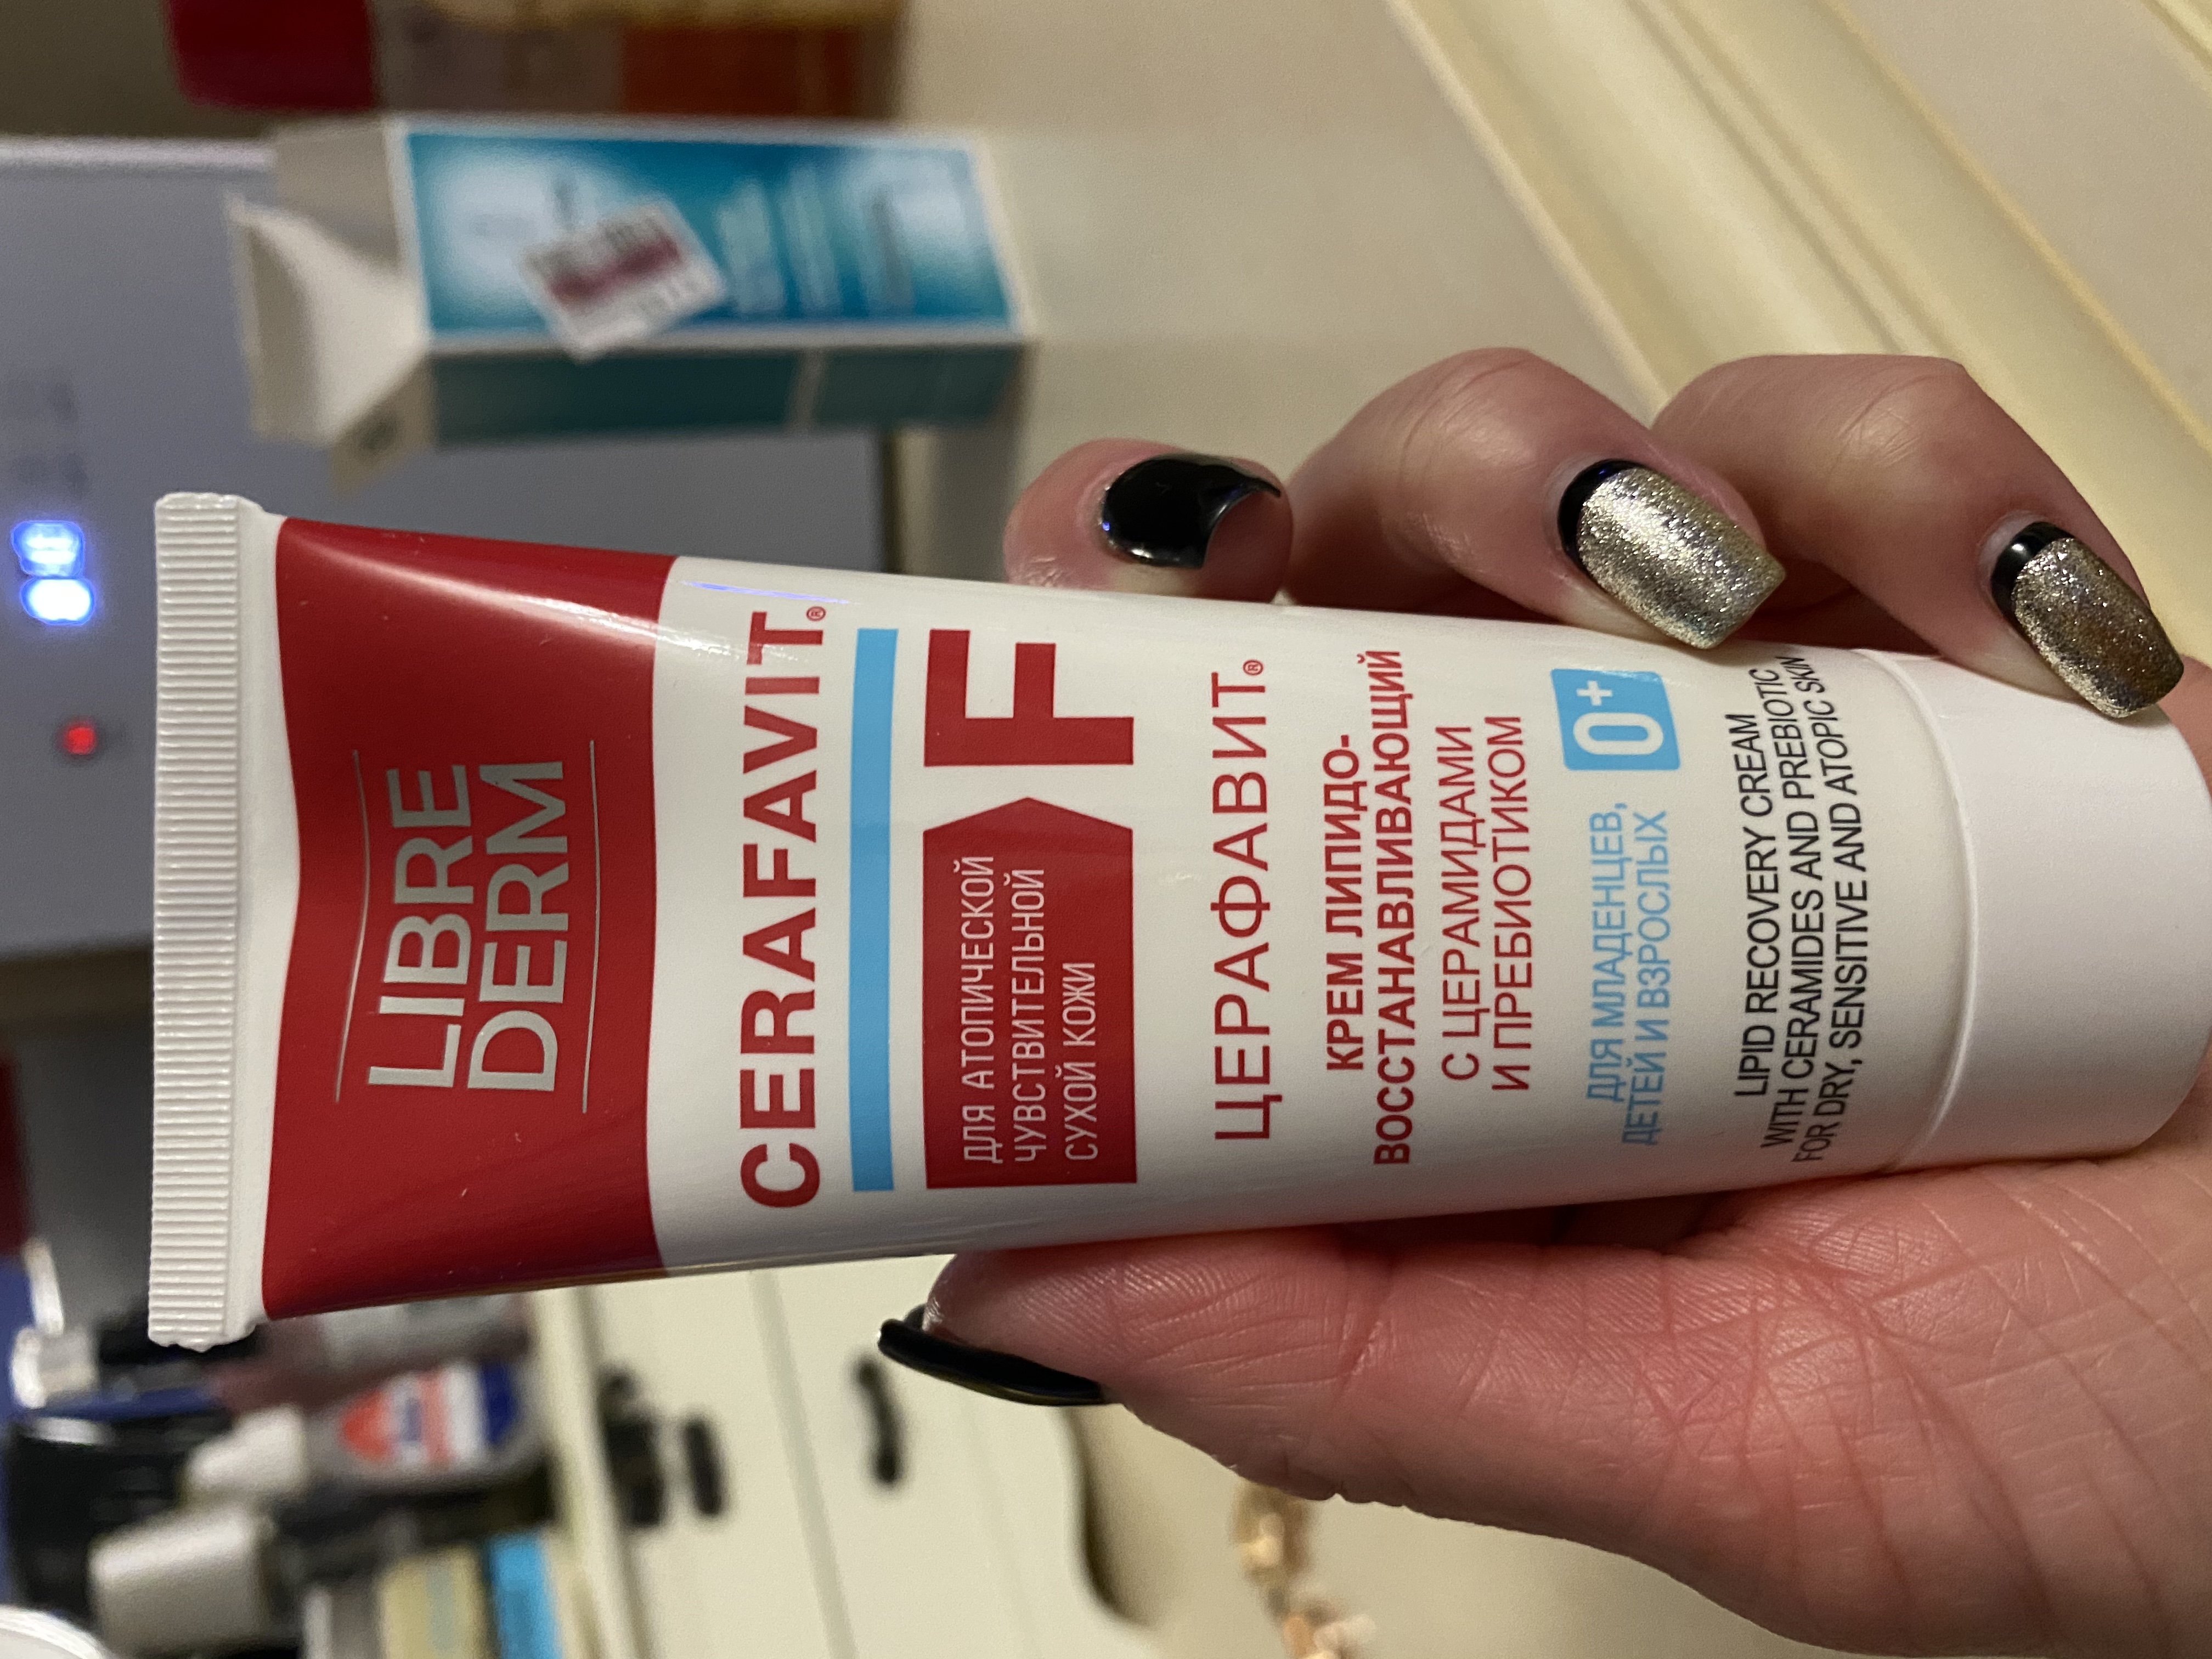 LIBRE
DERM
CERAFAVIT®
ДЛЯ АТОПИЧЕСКОЙ
ЧУВСТВИТЕЛЬНОЙ
СУХОЙ КОЖИ
F
ЦЕРАФАВИТ®
КРЕМ ЛИПИДО-
ВОССТАНАВЛИВАЮЩИЙ
С ЦЕРАМИДАМИ
И ПРЕБИОТИКОМ
ДЛЯ МЛАДЕНЦЕВ,
ДЕТЕЙ И ВЗРОСЛЫХ
0+
LIPID RECOVERY CREAM
WITH CERAMIDES AND PREBIOTIC
FOR DRY, SENSITIVE AND ATOPIC SKIN